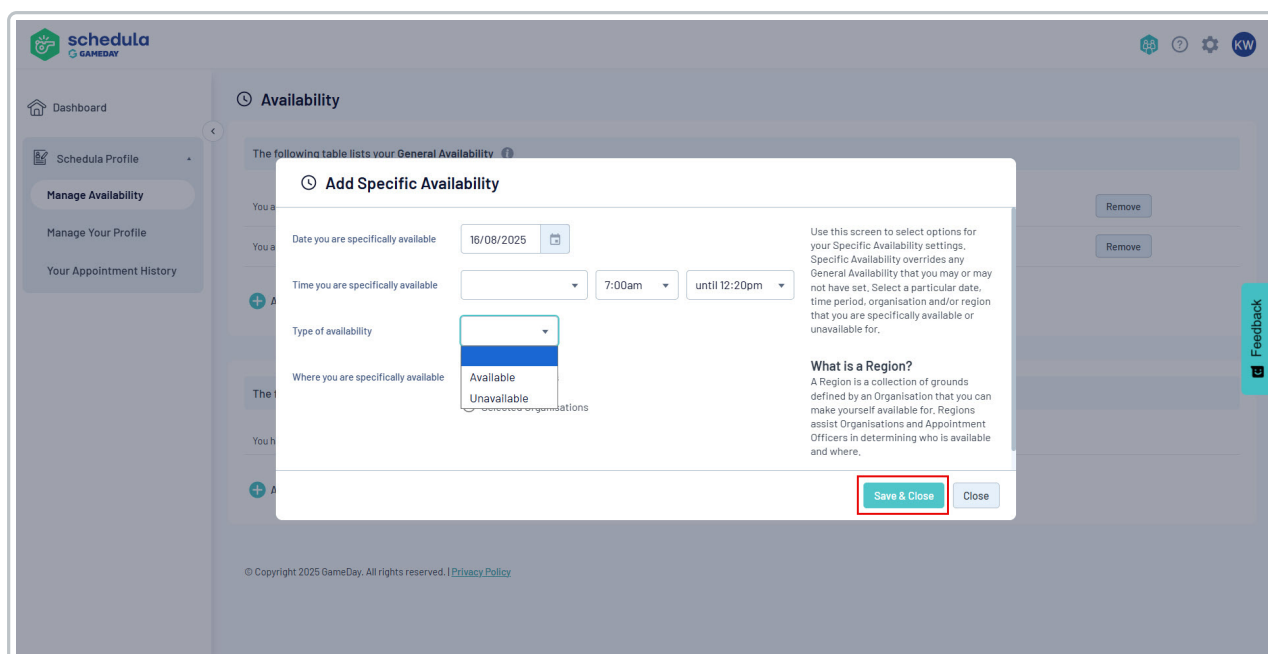 schedula
GAMEDAY
KW
Dashboard
Availability
Schedula Profile
The following table lists your General Availability
Manage Availability
Add Specific Availability
You a
Remove
Manage Your Profile
Date you are specifically available
16/08/2025
Use this screen to select options for
your Specific Availability settings.
Specific Availability overrides any
General Availability that you may or may
not have set. Select a particular date,
time period, organisation and/or region
that you are specifically available or
unavailable for.
You a
Remove
Your Appointment History
Time you are specifically available
7:00am
until 12:20pm
A
Type of availability
Available
Unavailable
Where you are specifically available
Selected Organisations
What is a Region?
A Region is a collection of grounds
defined by an Organisation that you can
make yourself available for. Regions
assist Organisations and Appointment
Officers in determining who is available
and where.
The f
You h
A
Save & Close
Close
Feedback
© Copyright 2025 GameDay. All rights reserved. | Privacy Policy